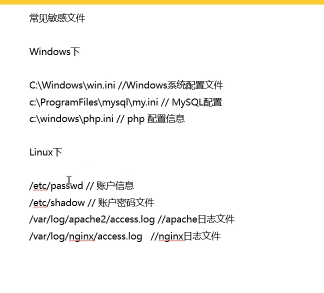 常见敏感文件
Windows下
C:\Windows\win.ini //Windows系统配置文件
c:\ProgramFiles\mysql\my.ini // MySQL配置
c:\windows\php.ini // php 配置信息
Linux下
/etc/passwd // 账户信息
/etc/shadow // 账户密码文件
/var/log/apache2/access.log //apache日志文件
/var/log/nginx/access.log //nginx日志文件